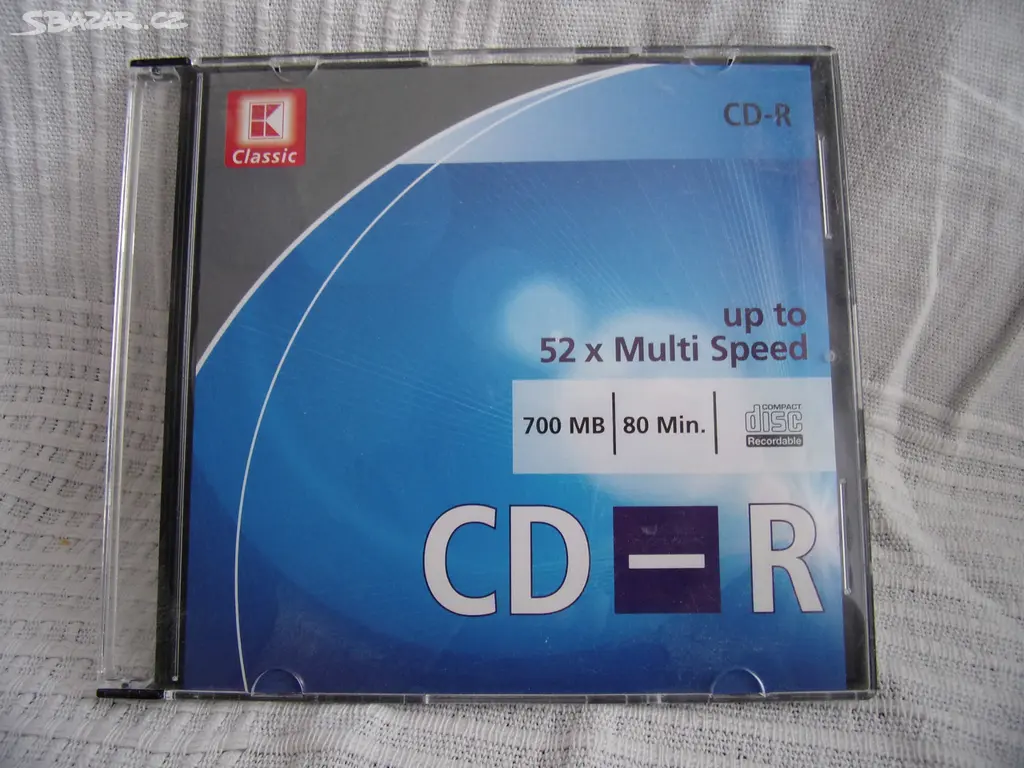 SBAZAR.CZ
K
Classic
CD-R
up to
52 x Multi Speed
700 MB 80 Min.
COMPACT
disc
Recordable
CD-R